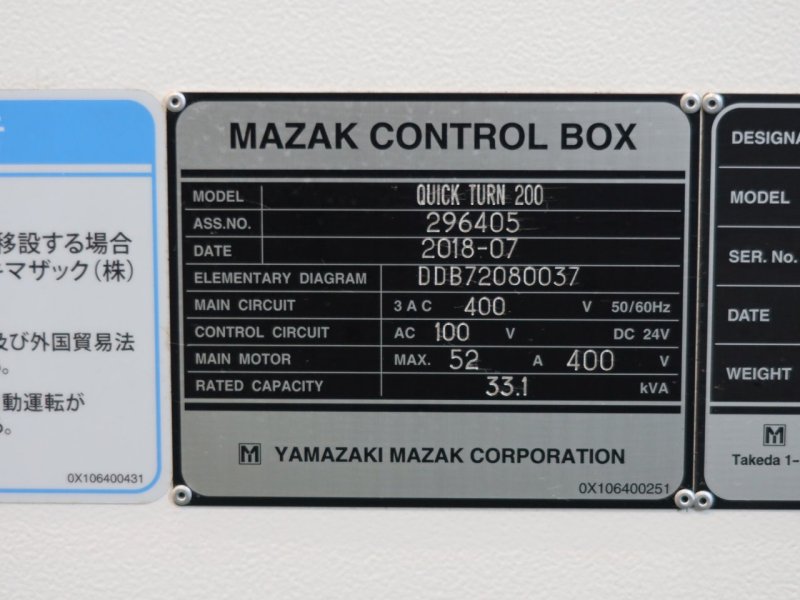 移設する場合
マザック(株)
及び外国貿易法
動運転が
0X106400431
MAZAK CONTROL BOX
MODEL QUICK TURN 200
ASS.NO. 296405
DATE 2018-07
ELEMENTARY DIAGRAM DDB72080037
MAIN CIRCUIT 3 A C 400 V 50/60Hz
CONTROL CIRCUIT AC 100 V DC 24V
MAIN MOTOR MAX. 52 A 400 V
RATED CAPACITY 33.1 kVA
M YAMAZAKI MAZAK CORPORATION
0X106400251
DESIGNA
MODEL
SER. No.
DATE
WEIGHT
M
Takeda 1-